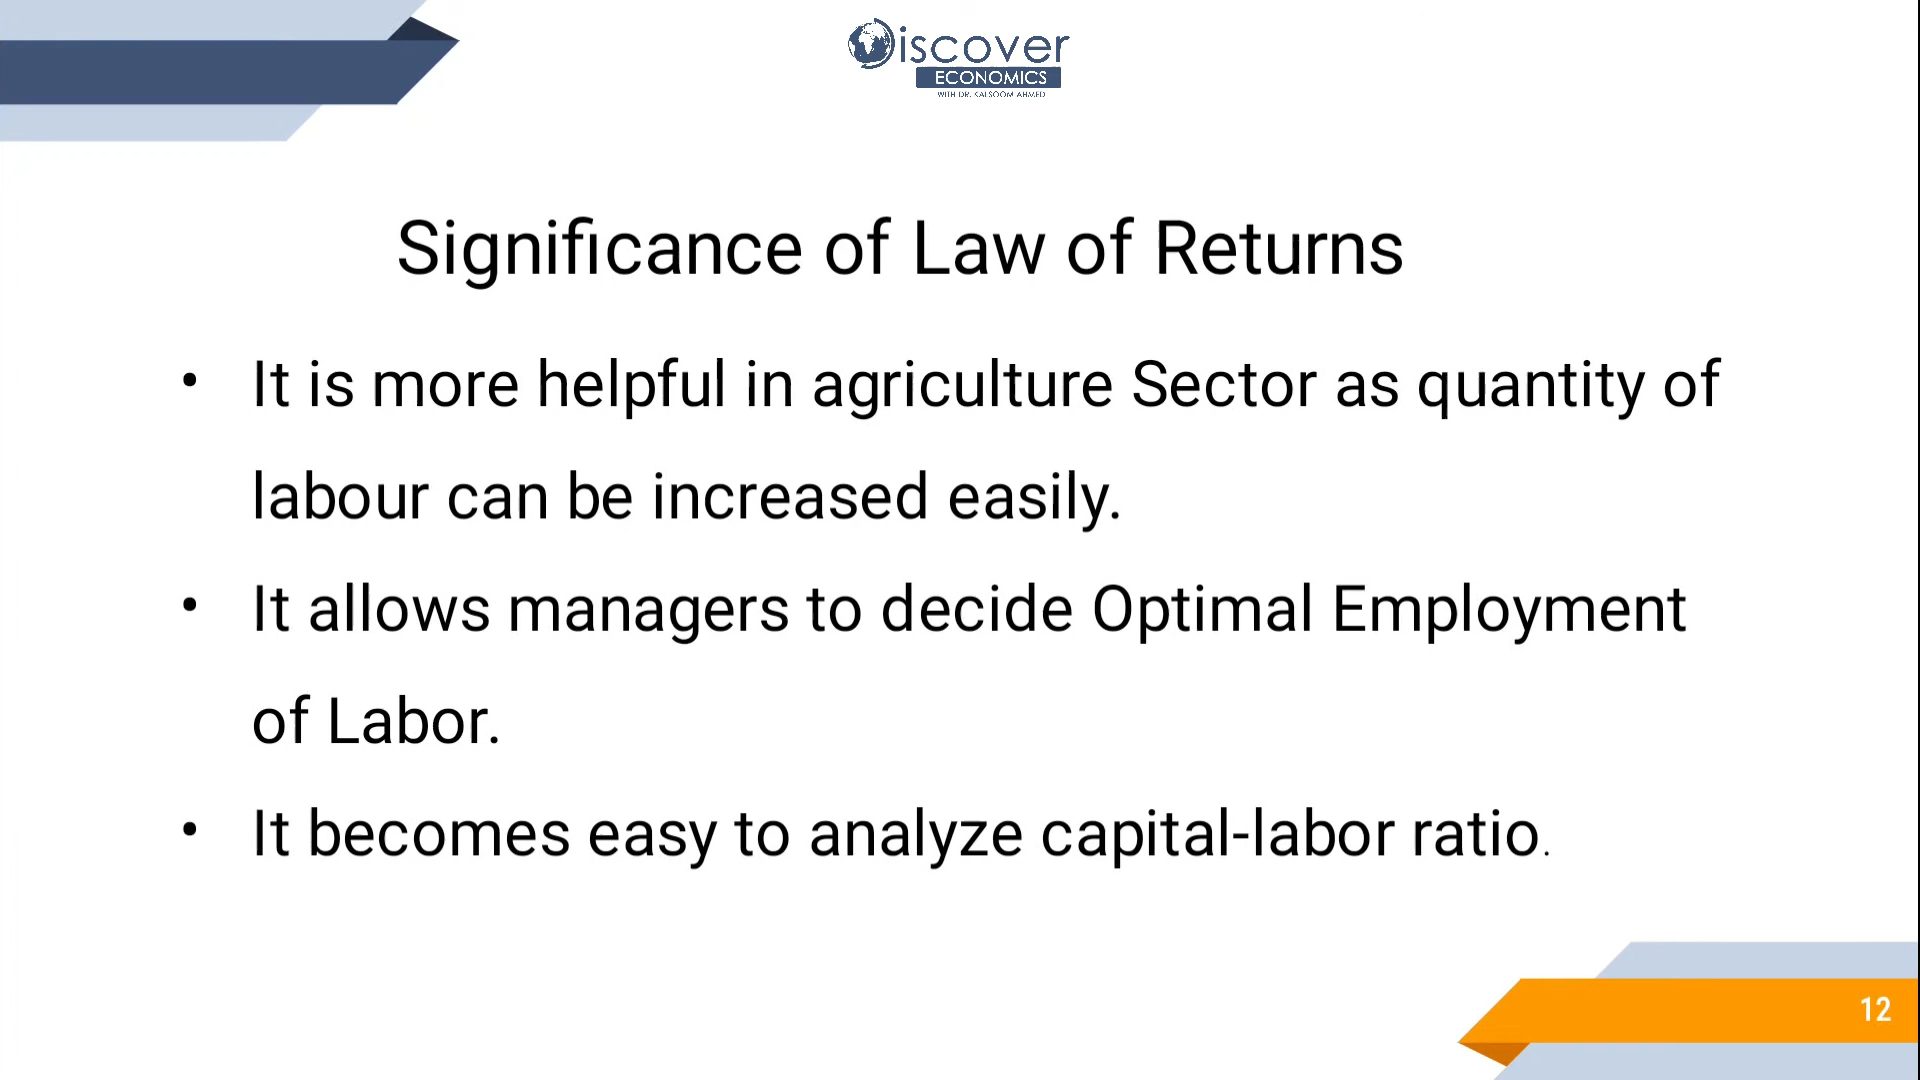 Discover
ECONOMICS
WITH DR. KALSOOM AHMED
Significance of Law of Returns
• It is more helpful in agriculture Sector as quantity of
labour can be increased easily.
• It allows managers to decide Optimal Employment
of Labor.
• It becomes easy to analyze capital-labor ratio.
12